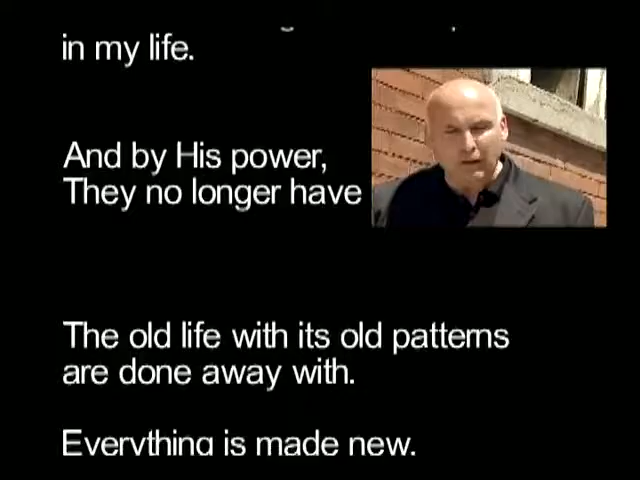 in my life.
And by His power,
They no longer have
The old life with its old patterns
are done away with.
Everything is made new.